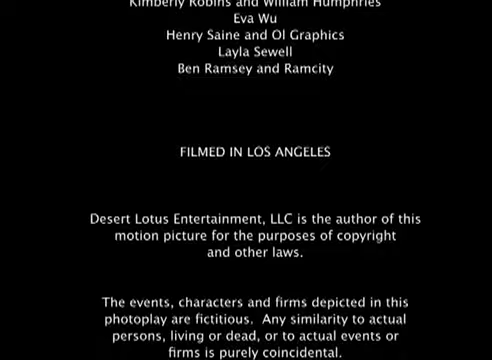 Kimberly Robins and William Humphries
Eva Wu
Henry Saine and OI Graphics
Layla Sewell
Ben Ramsey and Ramcity
FILMED IN LOS ANGELES
Desert Lotus Entertainment, LLC is the author of this
motion picture for the purposes of copyright
and other laws.
The events, characters and firms depicted in this
photoplay are fictitious.  Any similarity to actual
persons, living or dead, or to actual events or
firms is purely coincidental.